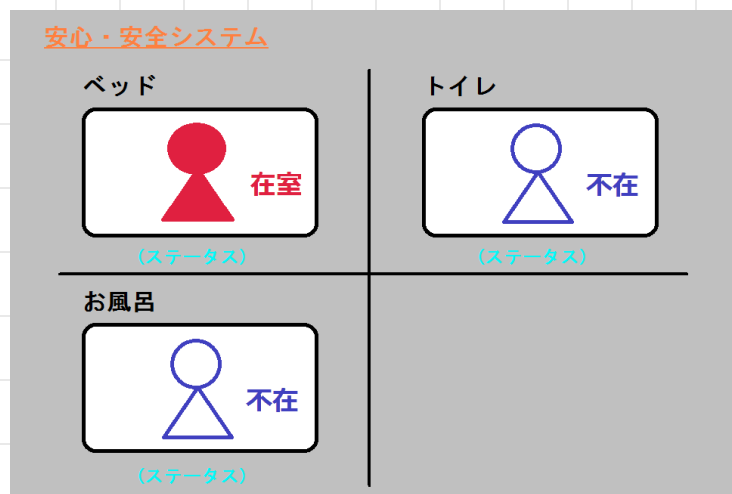 安心・安全システム
ベッド
在室
(ステータス)
トイレ
不在
(ステータス)
お風呂
不在
(ステータス)